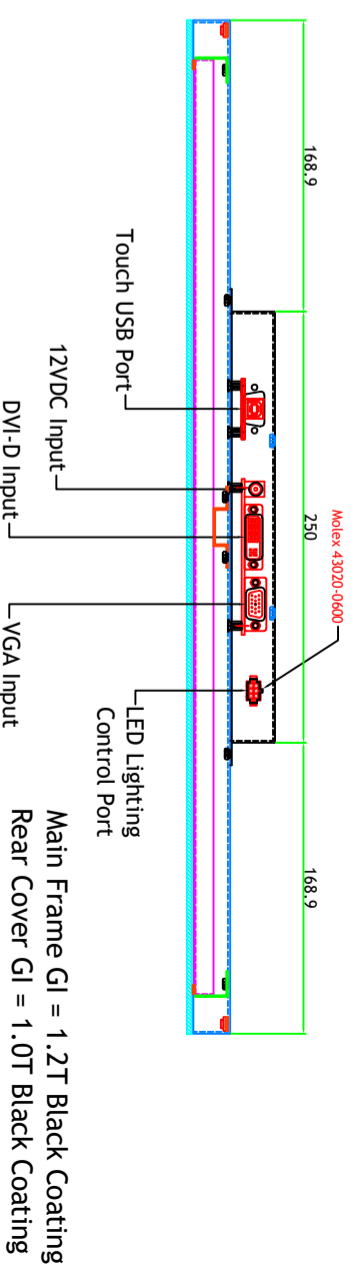 168.9
250
168.9
Molex 43020-0600
Touch USB Port
12VDC Input
DVI-D Input
VGA Input
LED Lighting
Control Port
Main Frame GI = 1.2T Black Coating
Rear Cover GI = 1.0T Black Coating